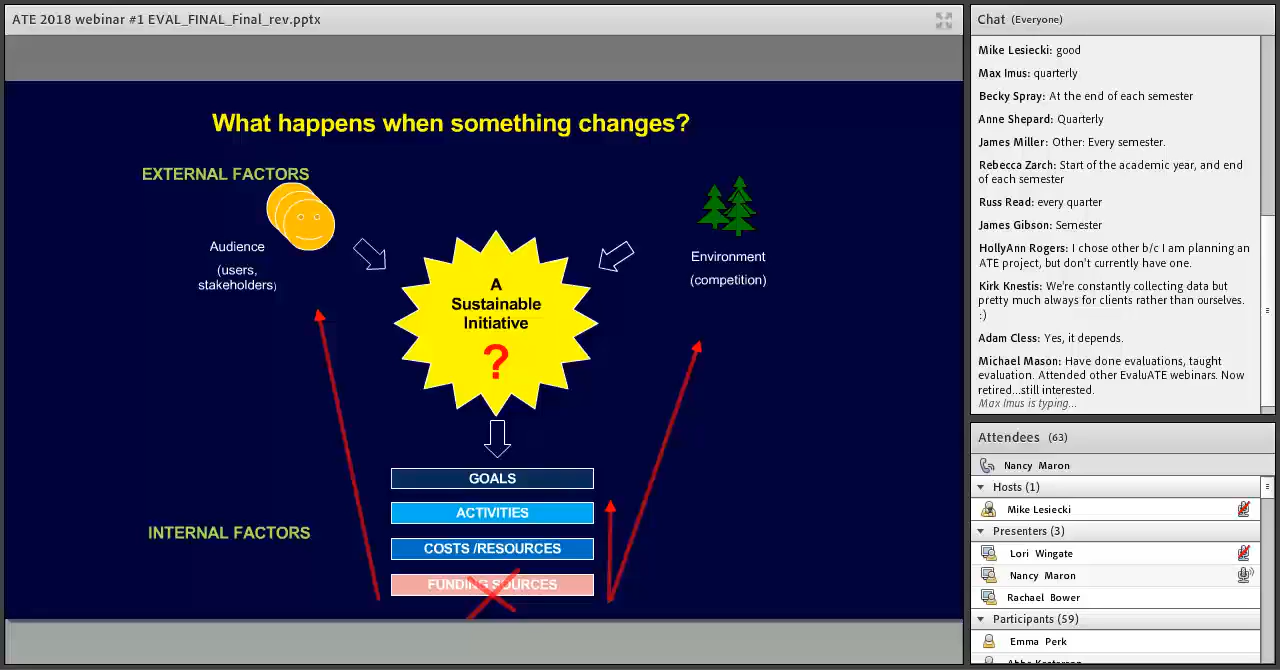 ATE 2018 webinar #1 EVAL_FINAL_Final_rev.pptx
What happens when something changes?
EXTERNAL FACTORS
Audience
(users,
stakeholders)
Environment
(competition)
A
Sustainable
Initiative
?
GOALS
ACTIVITIES
COSTS /RESOURCES
FUNDING SOURCES
INTERNAL FACTORS
Chat (Everyone)
Mike Lesiecki: good
Max Imus: quarterly
Becky Spray: At the end of each semester
Anne Shepard: Quarterly
James Miller: Other: Every semester.
Rebecca Zarch: Start of the academic year, and end
of each semester
Russ Read: every quarter
James Gibson: Semester
HollyAnn Rogers: I chose other b/c I am planning an
ATE project, but don't currently have one.
Kirk Knestis: We're constantly collecting data but
pretty much always for clients rather than ourselves.
:)
Adam Cless: Yes, it depends.
Michael Mason: Have done evaluations, taught
evaluation. Attended other EvaluATE webinars. Now
retired...still interested.
Max Imus is typing...
Attendees (63)
Nancy Maron
Hosts (1)
Mike Lesiecki
Presenters (3)
Lori Wingate
Nancy Maron
Rachael Bower
Participants (59)
Emma Perk